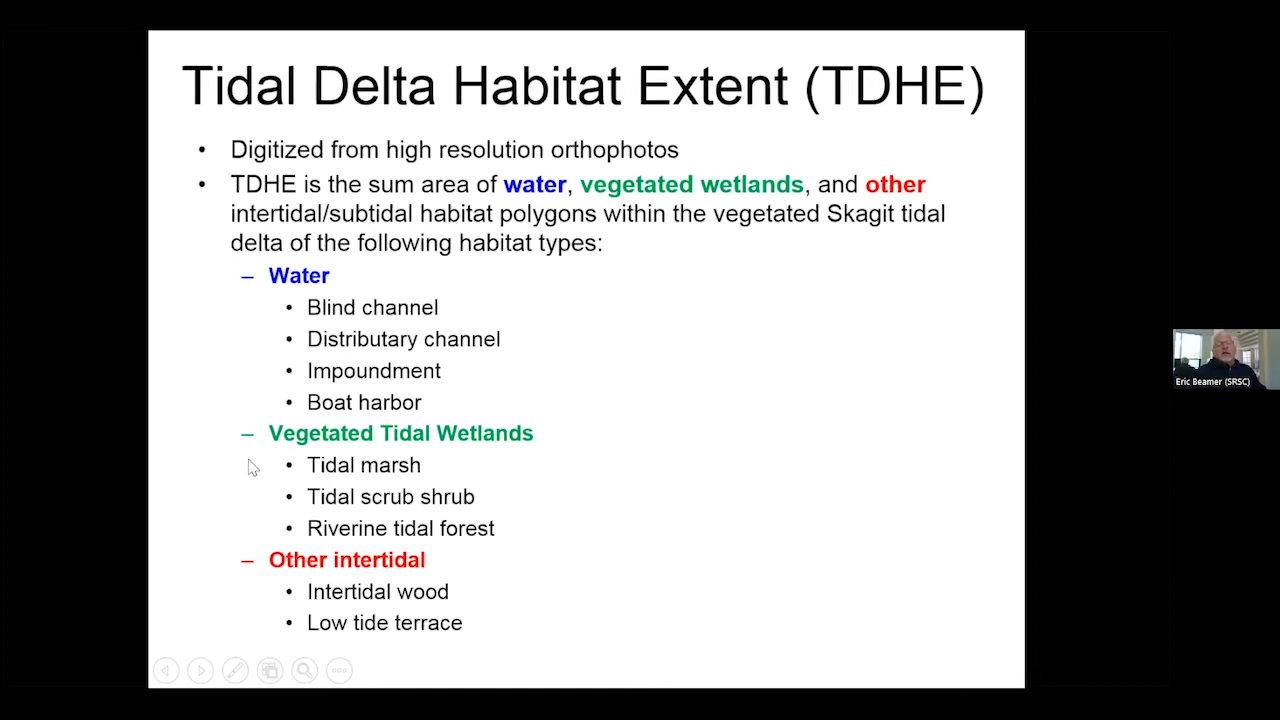 Tidal Delta Habitat Extent (TDHE)
• Digitized from high resolution orthophotos
• TDHE is the sum area of water, vegetated wetlands, and other
intertidal/subtidal habitat polygons within the vegetated Skagit tidal
delta of the following habitat types:
– Water
• Blind channel
• Distributary channel
• Impoundment
• Boat harbor
– Vegetated Tidal Wetlands
• Tidal marsh
• Tidal scrub shrub
• Riverine tidal forest
– Other intertidal
• Intertidal wood
• Low tide terrace
Eric Beamer (SRSC)